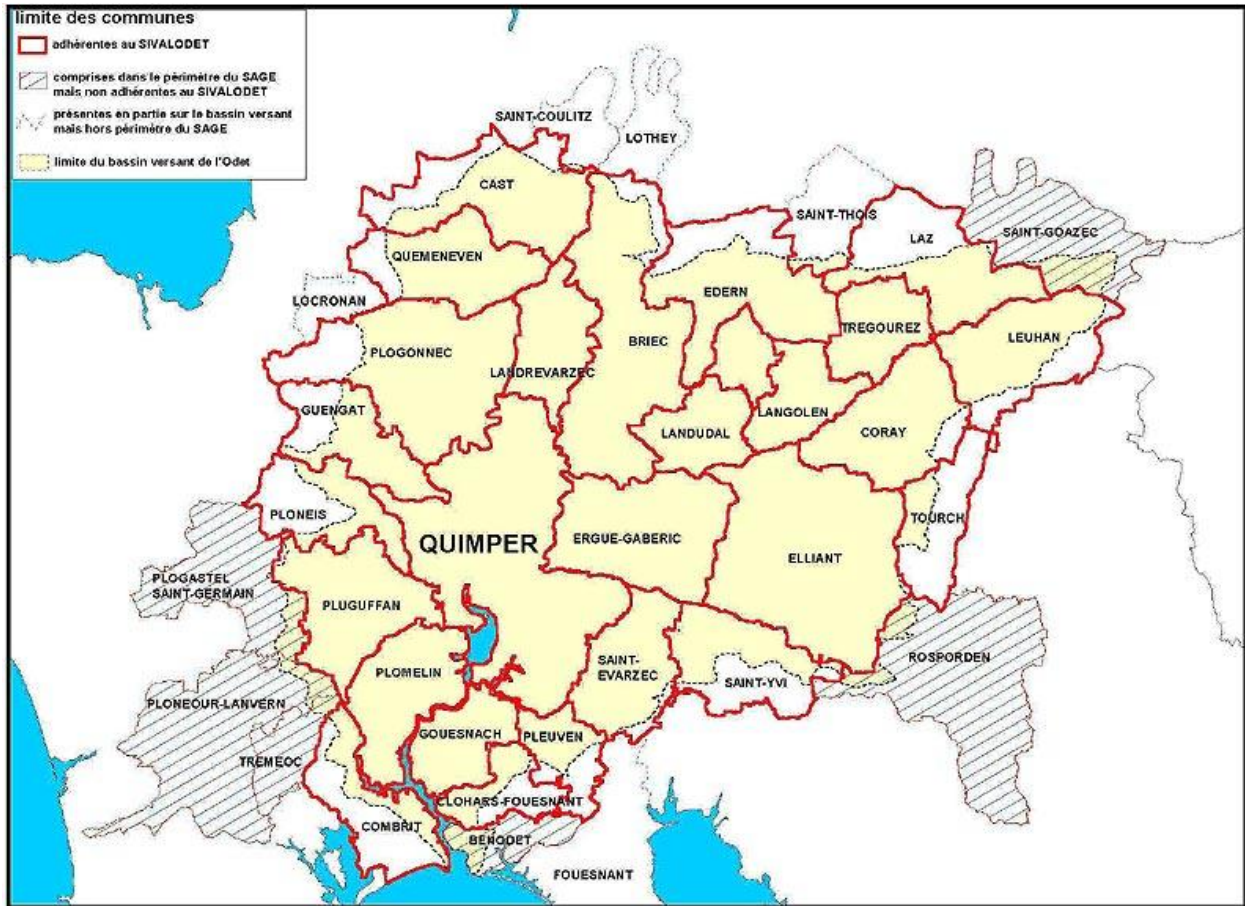 limite des communes
adhérentes au SIVALODET
comprises dans le périmètre du SAGE
mais non adhérentes au SIVALODET
présentes en partie sur le bassin versant
mais hors périmètre du SAGE
limite du bassin versant de l'Odet
SAINT-COULITZ
LOTHEY
CAST
SAINT-THOIS
LAZ
SAINT-GOAZEC
QUEMENEVEN
LOCRONAN
EDERN
TREGOUREZ
LEUHAN
PLOGONNEC
BRIEC
LANDREVARZEC
GUENGAT
LANGOLEN
LANDUDAL
CORAY
PLONEIS
TOURCH
QUIMPER
ERGUE-GABERIC
ELLIANT
PLOGASTEL
SAINT-GERMAIN
PLUGUFFAN
PLOMELIN
SAINT-
EVARZEC
SAINT-YVI
ROSPORDEN
PLONEOUR-LANVERN
GOUESNACH
PLEUVEN
TREMEOC
CLOHARS-FOUESNANT
COMBRIT
BENODET
FOUESNANT